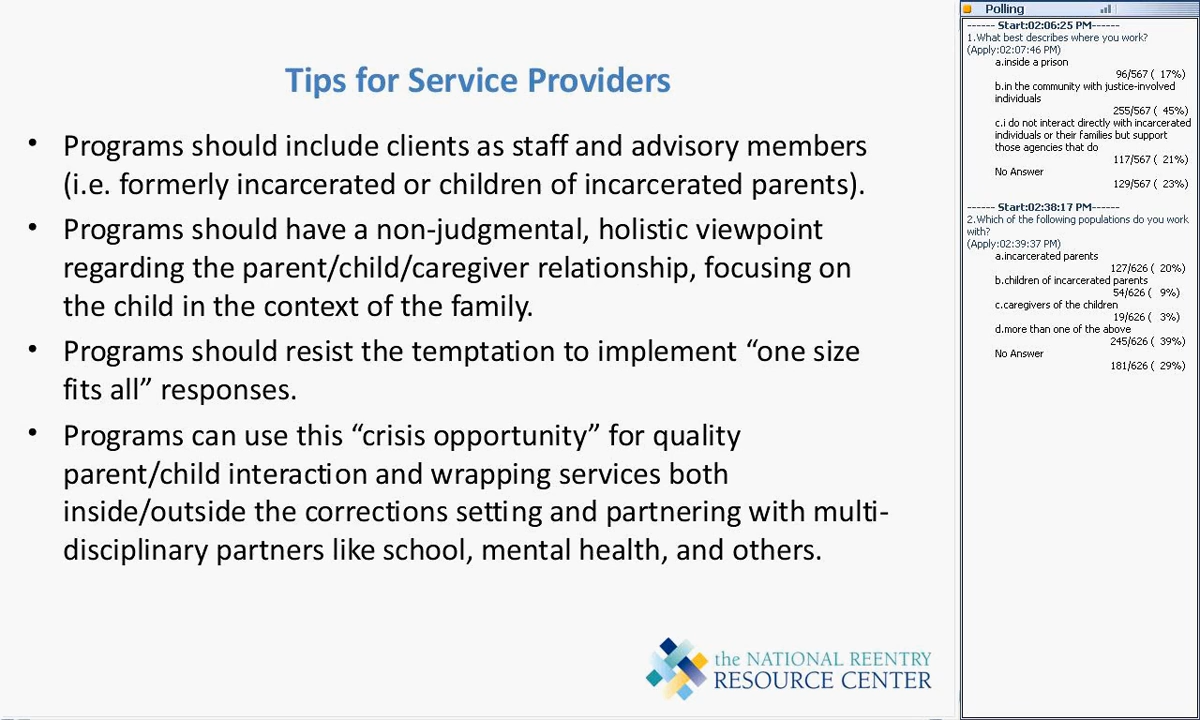 Tips for Service Providers
• Programs should include clients as staff and advisory members
(i.e. formerly incarcerated or children of incarcerated parents).
• Programs should have a non-judgmental, holistic viewpoint
regarding the parent/child/caregiver relationship, focusing on
the child in the context of the family.
• Programs should resist the temptation to implement “one size
fits all” responses.
• Programs can use this “crisis opportunity” for quality
parent/child interaction and wrapping services both
inside/outside the corrections setting and partnering with multi-
disciplinary partners like school, mental health, and others.
the NATIONAL REENTRY
RESOURCE CENTER
Polling
------ Start:02:06:25 PM------
1.What best describes where you work?
(Apply:02:07:46 PM)
a.inside a prison
96/567 ( 17%)
b.in the community with justice-involved
individuals
255/567 ( 45%)
c.i do not interact directly with incarcerated
individuals or their families but support
those agencies that do
117/567 ( 21%)
No Answer
129/567 ( 23%)
------ Start:02:38:17 PM------
2.Which of the following populations do you work
with?
(Apply:02:39:37 PM)
a.incarcerated parents
127/626 ( 20%)
b.children of incarcerated parents
54/626 ( 9%)
c.caregivers of the children
19/626 ( 3%)
d.more than one of the above
245/626 ( 39%)
No Answer
181/626 ( 29%)